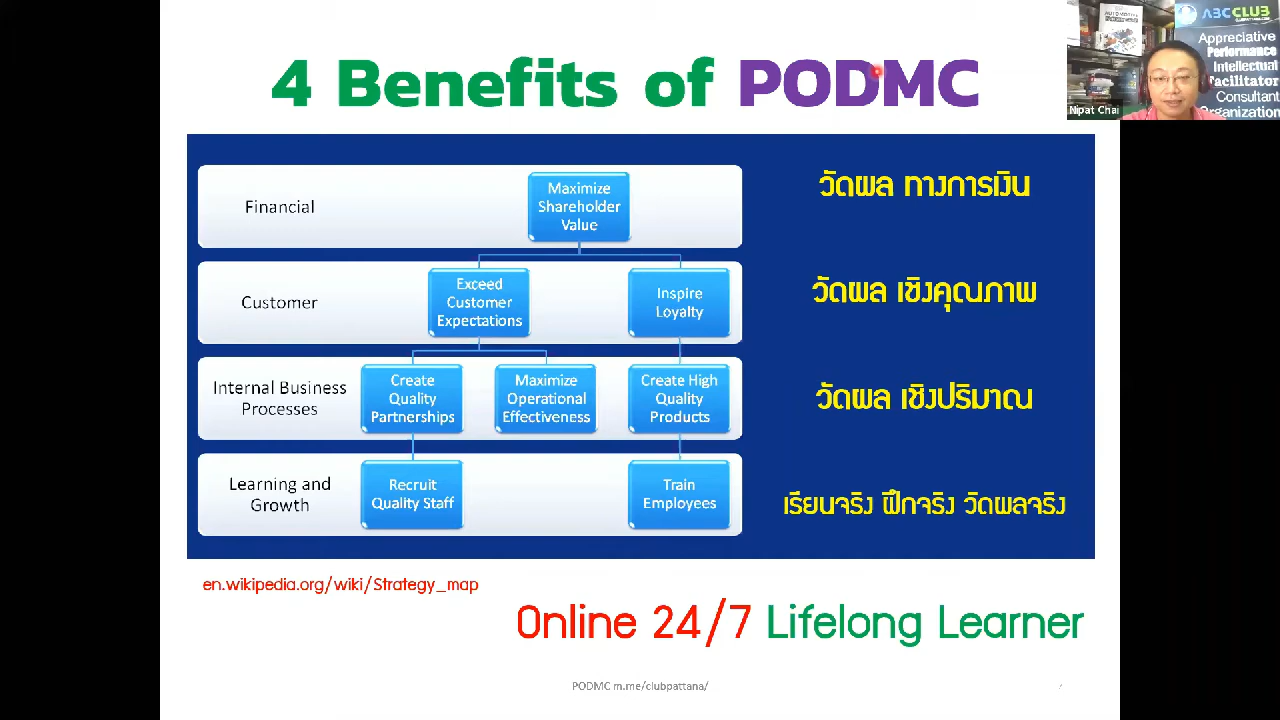 4 Benefits of PODMC
ABCCLUB
Appreciative
Performance
Intellectual
Facilitator
Consultant
Organization
Nipat Chai
Financial
Maximize
Shareholder
Value
วัดผล ทางการเงิน
Customer
Exceed
Customer
Expectations
Inspire
Loyalty
วัดผล เชิงคุณภาพ
Internal Business
Processes
Create
Quality
Partnerships
Maximize
Operational
Effectiveness
Create High
Quality
Products
วัดผล เชิงปริมาณ
Learning and
Growth
Recruit
Quality Staff
Train
Employees
เรียนจริง ฝึกจริง วัดผลจริง
en.wikipedia.org/wiki/Strategy_map
Online 24/7 Lifelong Learner
PODMC m.me/clubpattana/